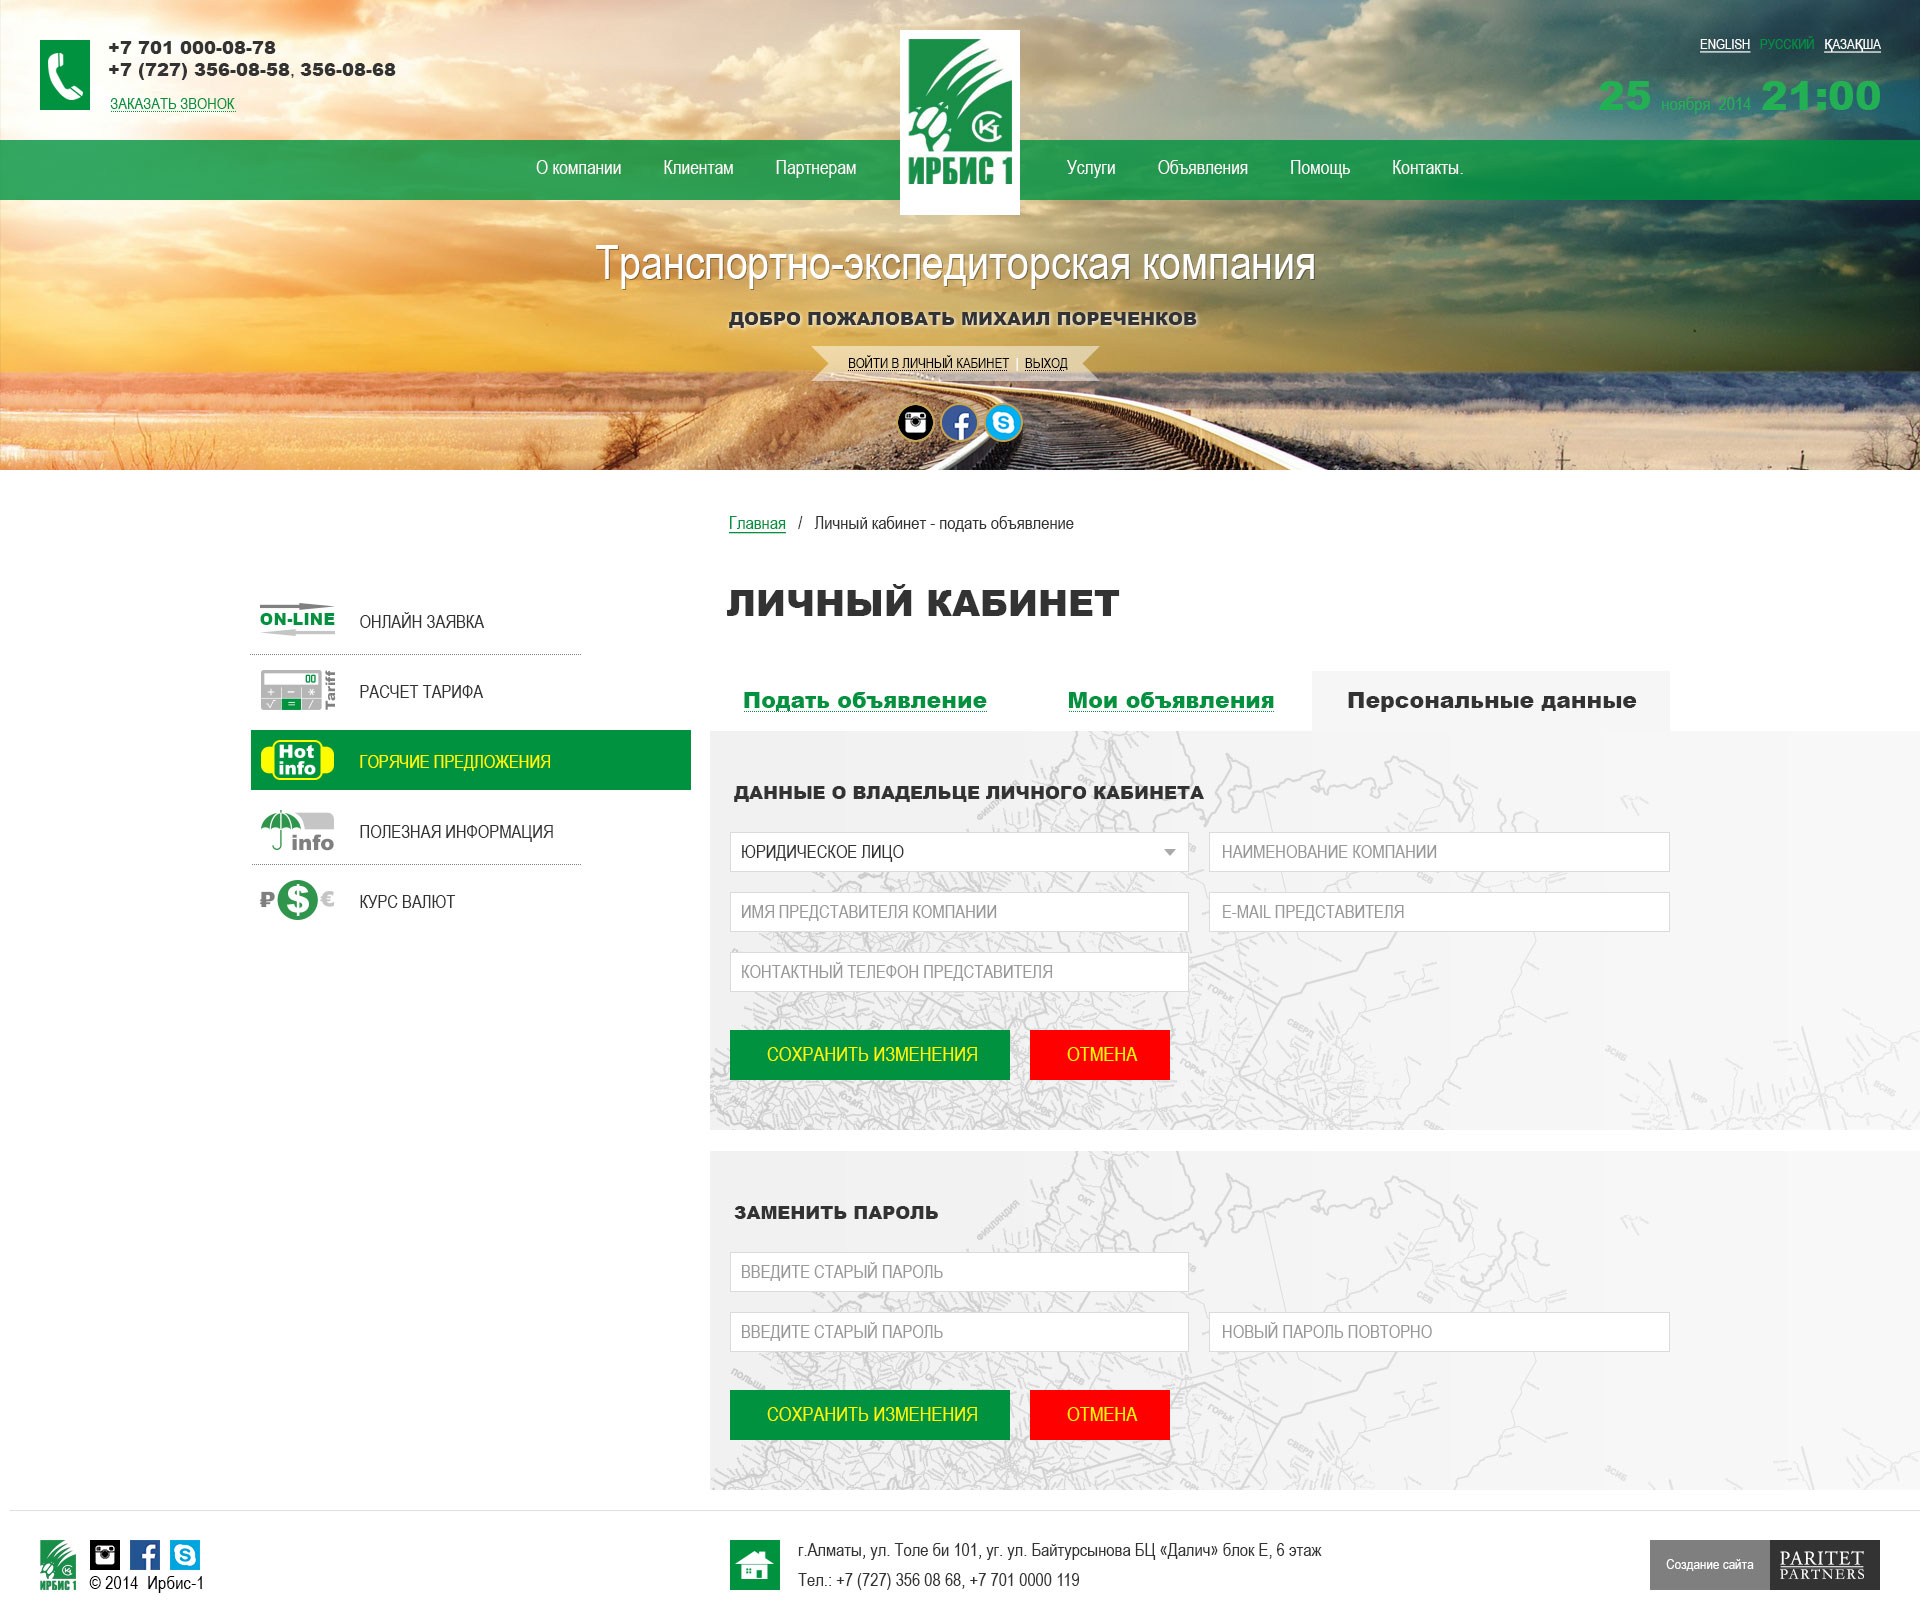 +7 701 000-08-78
+7 (727) 356-08-58, 356-08-68
ЗАКАЗАТЬ ЗВОНОК
ИРБИС 1
ENGLISH РУССКИЙ ҚАЗАҚША
25 ноября 2014 21:00
О компании Клиентам Партнерам Услуги Объявления Помощь Контакты.
Транспортно-экспедиторская компания
ДОБРО ПОЖАЛОВАТЬ МИХАИЛ ПОРЕЧЕНКОВ
ВОЙТИ В ЛИЧНЫЙ КАБИНЕТ | ВЫХОД
Главная / Личный кабинет - подать объявление
ON-LINE ОНЛАЙН ЗАЯВКА
Tariff РАСЧЕТ ТАРИФА
Hot info ГОРЯЧИЕ ПРЕДЛОЖЕНИЯ
info ПОЛЕЗНАЯ ИНФОРМАЦИЯ
₽ $ € КУРС ВАЛЮТ
ЛИЧНЫЙ КАБИНЕТ
Подать объявление Мои объявления Персональные данные
ДАННЫЕ О ВЛАДЕЛЬЦЕ ЛИЧНОГО КАБИНЕТА
ЮРИДИЧЕСКОЕ ЛИЦО НАИМЕНОВАНИЕ КОМПАНИИ
ИМЯ ПРЕДСТАВИТЕЛЯ КОМПАНИИ E-MAIL ПРЕДСТАВИТЕЛЯ
КОНТАКТНЫЙ ТЕЛЕФОН ПРЕДСТАВИТЕЛЯ
СОХРАНИТЬ ИЗМЕНЕНИЯ ОТМЕНА
ЗАМЕНИТЬ ПАРОЛЬ
ВВЕДИТЕ СТАРЫЙ ПАРОЛЬ
ВВЕДИТЕ СТАРЫЙ ПАРОЛЬ НОВЫЙ ПАРОЛЬ ПОВТОРНО
СОХРАНИТЬ ИЗМЕНЕНИЯ ОТМЕНА
ИРБИС 1
© 2014 Ирбис-1
г.Алматы, ул. Толе би 101, уг. ул. Байтурсынова БЦ «Далич» блок Е, 6 этаж
Тел.: +7 (727) 356 08 68, +7 701 0000 119
Создание сайта PARITET
PARTNERS